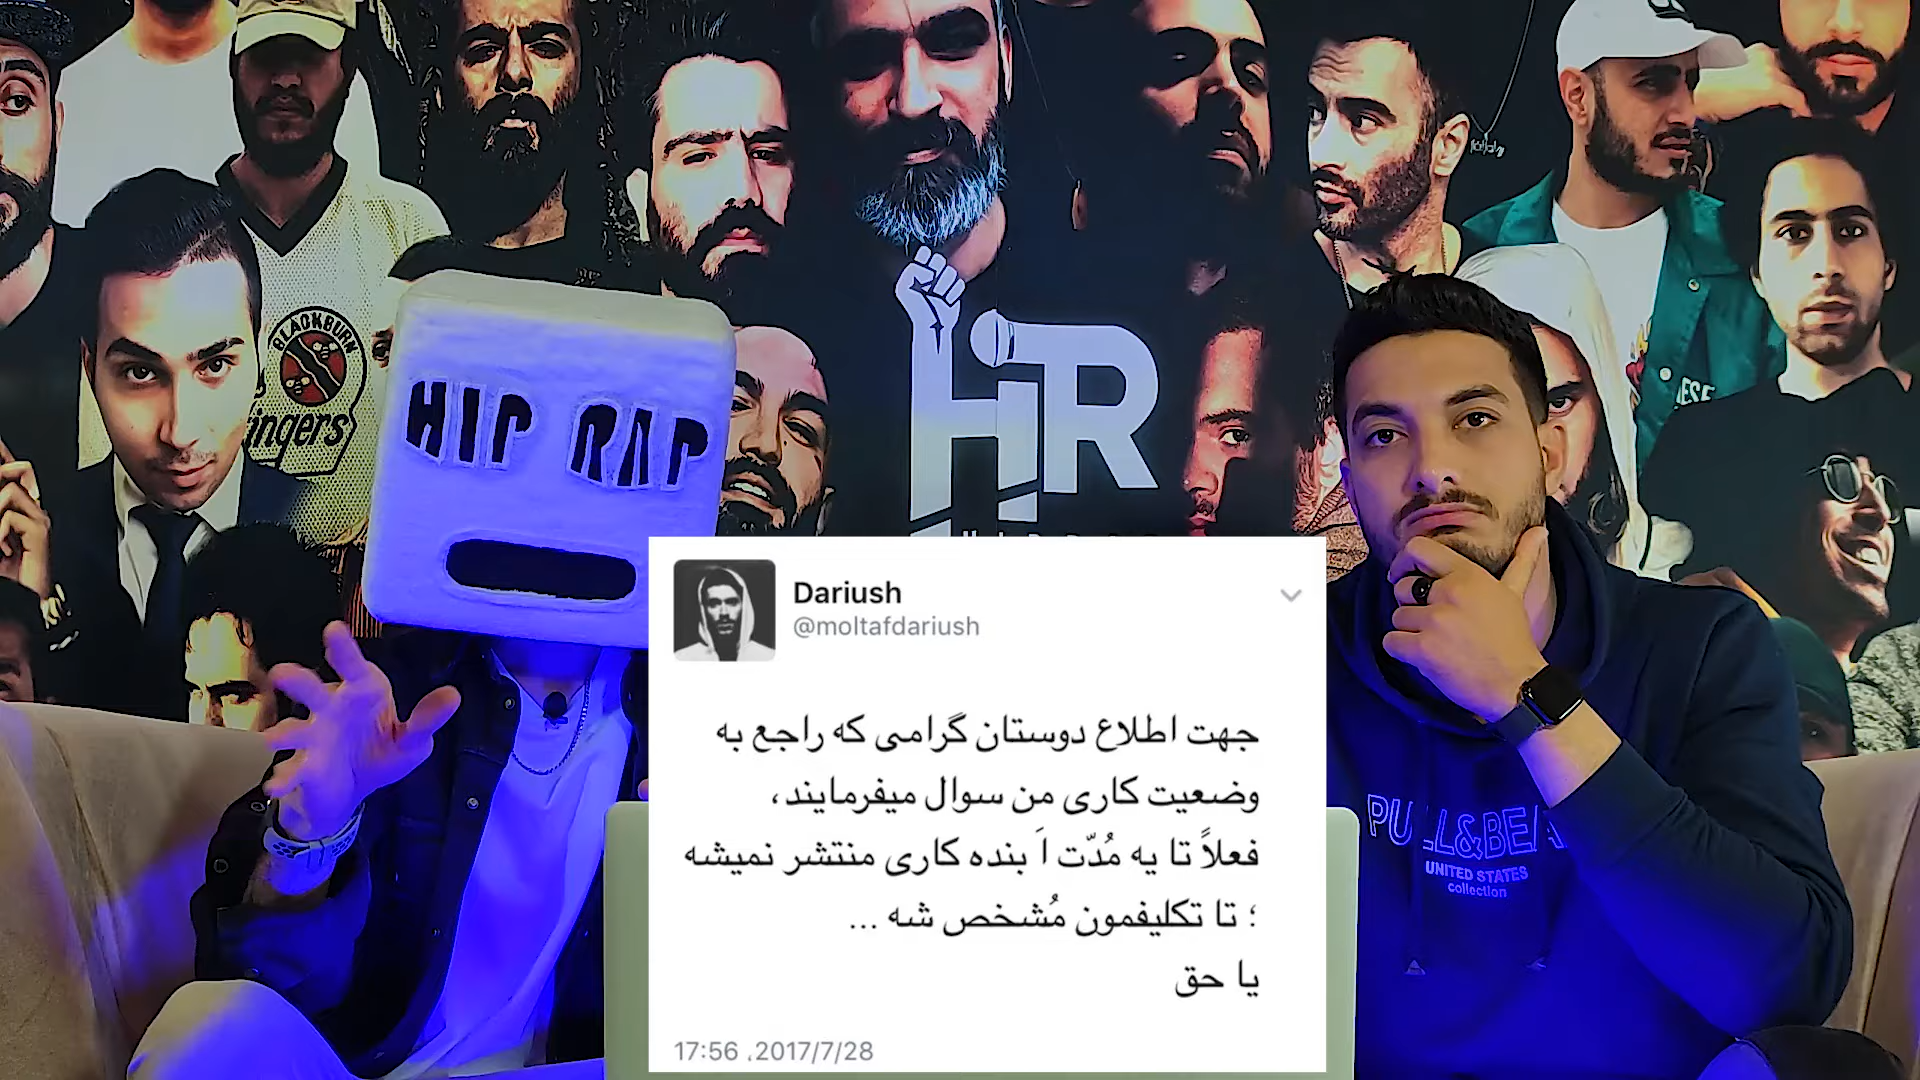 BLACKBURN
HIP RAP
HR
Dariush
@moltafdariush
جهت اطلاع دوستان گرامی که راجع به
وضعیت کاری من سوال میفرمایند،
فعلاً تا یه مُدّت اَ بنده کاری منتشر نمیشه
؛ تا تکلیفمون مُشخص شه ...
یا حق
17:56 ،2017/7/28
PULL&BEA
UNITED STATES
collection